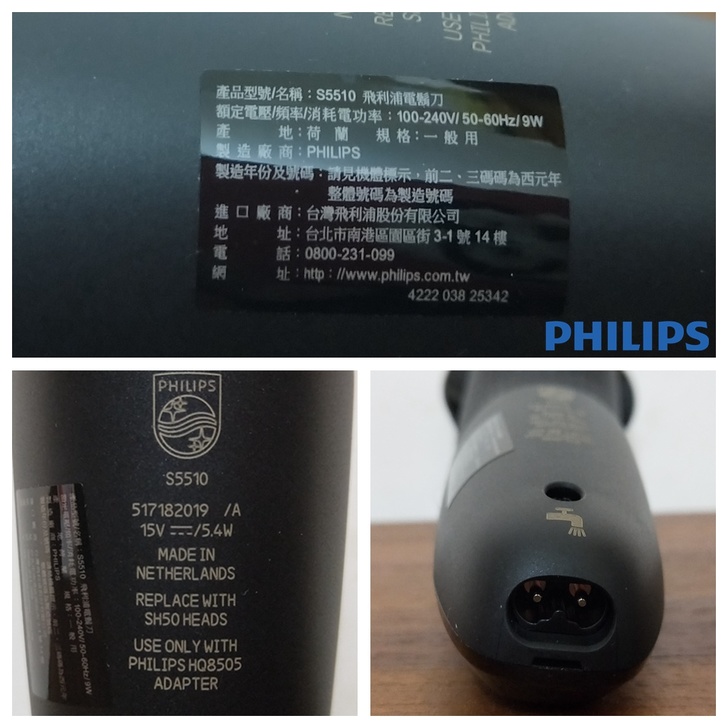 產品型號/名稱：S5510 飛利浦電鬍刀
額定電壓/頻率/消耗電功率：100-240V/ 50-60Hz/ 9W
產 地：荷 蘭 規 格：一 般 用
製 造 廠 商：PHILIPS
製造年份及號碼：請見機體標示，前二、三碼碼為西元年
整體號碼為製造號碼
進 口 廠 商：台灣飛利浦股份有限公司
地 址：台北市南港區園區街 3-1 號 14 樓
電 話：0800-231-099
網 址：http：//www.philips.com.tw
4222 038 25342
PHILIPS
PHILIPS
S5510
517182019 /A
15V ⎓/5.4W
MADE IN
NETHERLANDS
REPLACE WITH
SH50 HEADS
USE ONLY WITH
PHILIPS HQ8505
ADAPTER